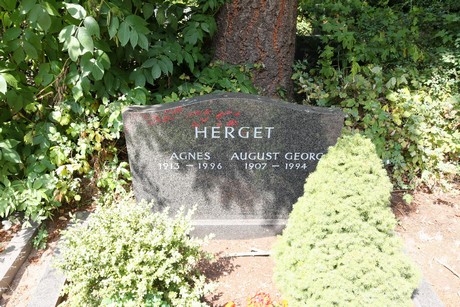 HERGET
AGNES AUGUST GEORG
1913 – 1996 1907 – 1994